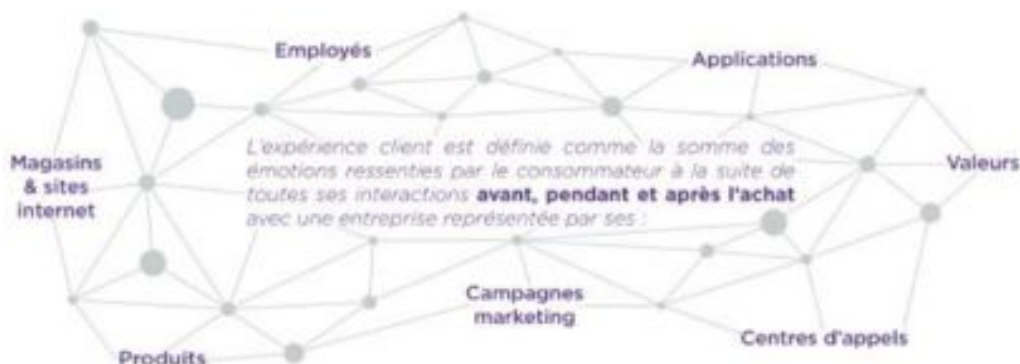 Employés
Applications
L'expérience client est définie comme la somme des
émotions ressenties par le consommateur à la suite de
toutes ses interactions avant, pendant et après l'achat
avec une entreprise représentée par ses :
Magasins
& sites
internet
Valeurs
Campagnes
marketing
Centres d'appels
Produits